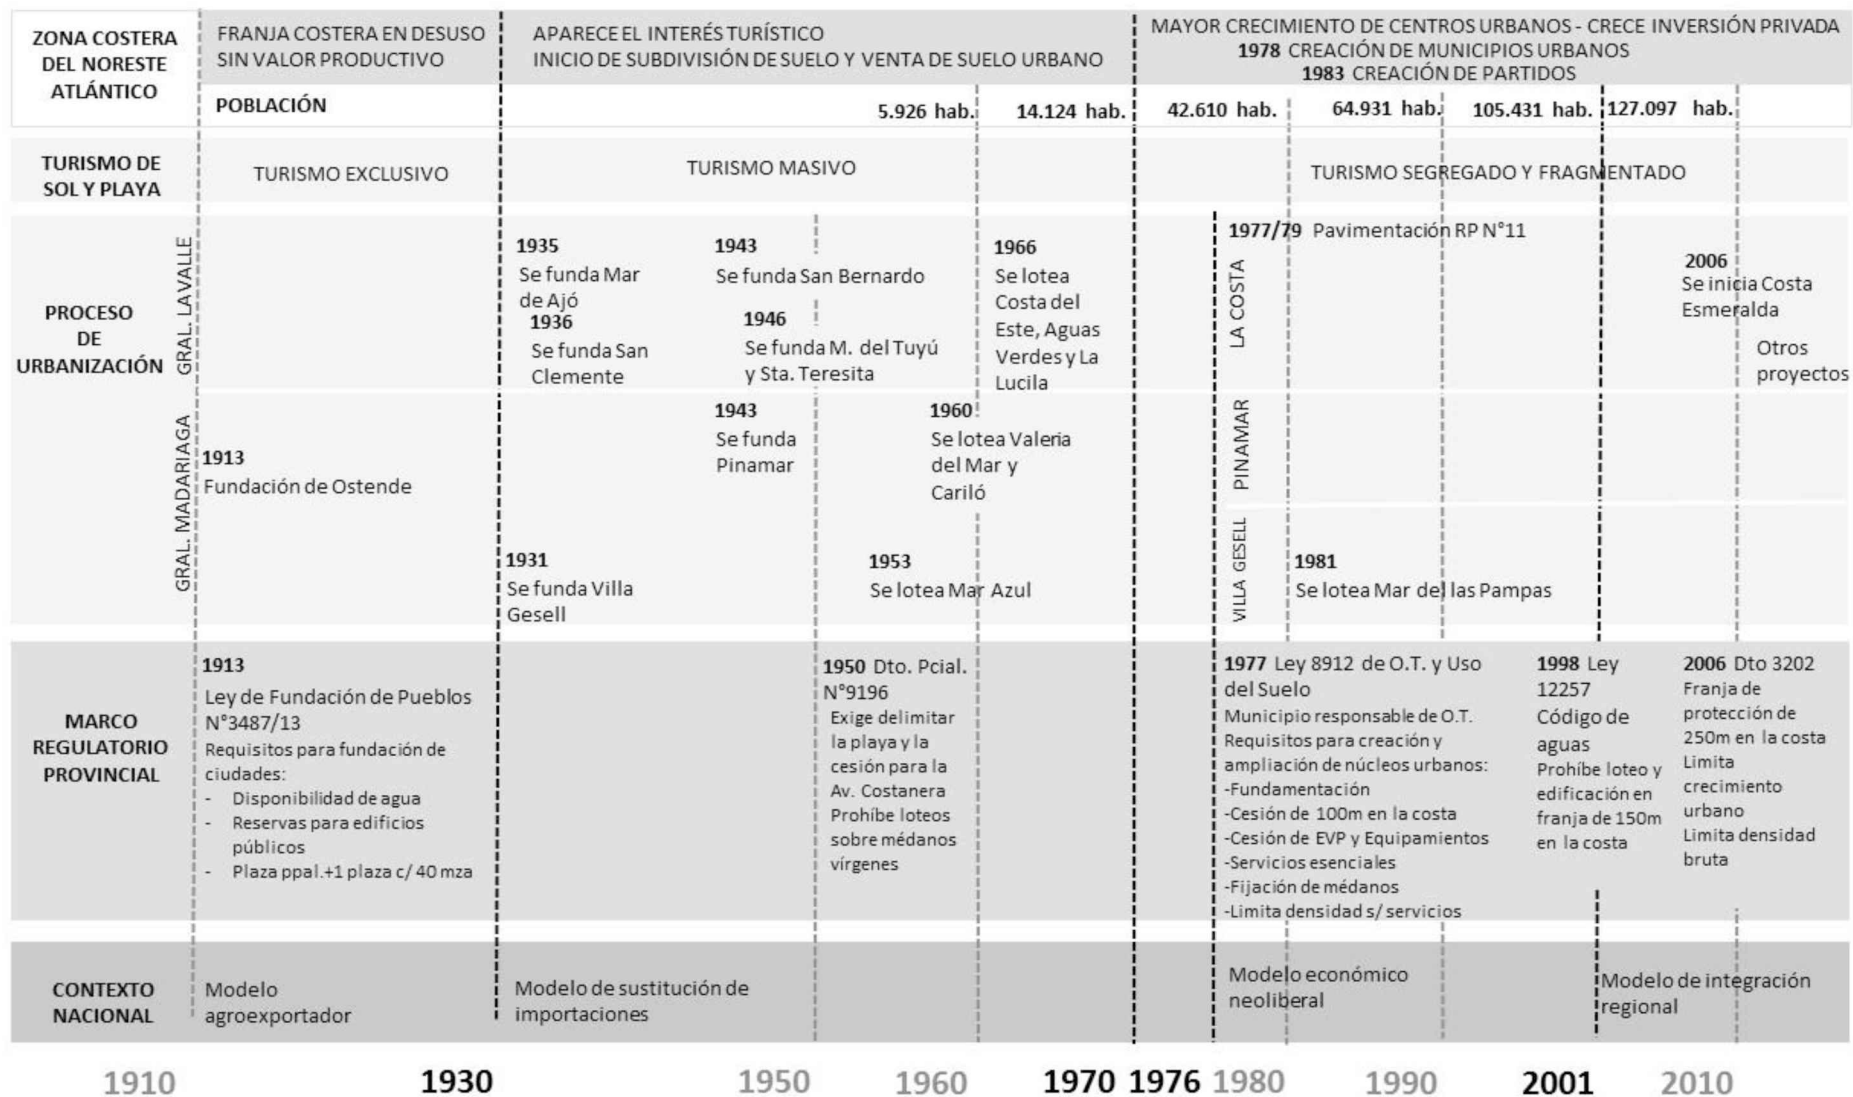 ZONA COSTERA
DEL NORESTE
ATLÁNTICO
FRANJA COSTERA EN DESUSO
SIN VALOR PRODUCTIVO
APARECE EL INTERÉS TURÍSTICO
INICIO DE SUBDIVISIÓN DE SUELO Y VENTA DE SUELO URBANO
MAYOR CRECIMIENTO DE CENTROS URBANOS - CRECE INVERSIÓN PRIVADA
1978 CREACIÓN DE MUNICIPIOS URBANOS
1983 CREACIÓN DE PARTIDOS
POBLACIÓN
5.926 hab.
14.124 hab.
42.610 hab.
64.931 hab.
105.431 hab.
127.097 hab.
TURISMO DE
SOL Y PLAYA
TURISMO EXCLUSIVO
TURISMO MASIVO
TURISMO SEGREGADO Y FRAGMENTADO
PROCESO
DE
URBANIZACIÓN
GRAL. LAVALLE
1935
Se funda Mar
de Ajó
1936
Se funda San
Clemente
1943
Se funda San Bernardo
1946
Se funda M. del Tuyú
y Sta. Teresita
1966
Se lotea
Costa del
Este, Aguas
Verdes y La
Lucila
1977/79 Pavimentación RP N°11
LA COSTA
2006
Se inicia Costa
Esmeralda
Otros
proyectos
GRAL. MADARIAGA
1913
Fundación de Ostende
1943
Se funda
Pinamar
1960
Se lotea Valeria
del Mar y
Cariló
PINAMAR
1931
Se funda Villa
Gesell
1953
Se lotea Mar Azul
VILLA GESELL
1981
Se lotea Mar del las Pampas
MARCO
REGULATORIO
PROVINCIAL
1913
Ley de Fundación de Pueblos
N°3487/13
Requisitos para fundación de
ciudades:
- Disponibilidad de agua
- Reservas para edificios
públicos
- Plaza ppal.+1 plaza c/ 40 mza
1950 Dto. Pcial.
N°9196
Exige delimitar
la playa y la
cesión para la
Av. Costanera
Prohíbe loteos
sobre médanos
vírgenes
1977 Ley 8912 de O.T. y Uso
del Suelo
Municipio responsable de O.T.
Requisitos para creación y
ampliación de núcleos urbanos:
-Fundamentación
-Cesión de 100m en la costa
-Cesión de EVP y Equipamientos
-Servicios esenciales
-Fijación de médanos
-Limita densidad s/ servicios
1998 Ley
12257
Código de
aguas
Prohíbe loteo y
edificación en
franja de 150m
en la costa
2006 Dto 3202
Franja de
protección de
250m en la costa
Limita
crecimiento
urbano
Limita densidad
bruta
CONTEXTO
NACIONAL
Modelo
agroexportador
Modelo de sustitución de
importaciones
Modelo económico
neoliberal
Modelo de integración
regional
1910
1930
1950
1960
1970
1976
1980
1990
2001
2010